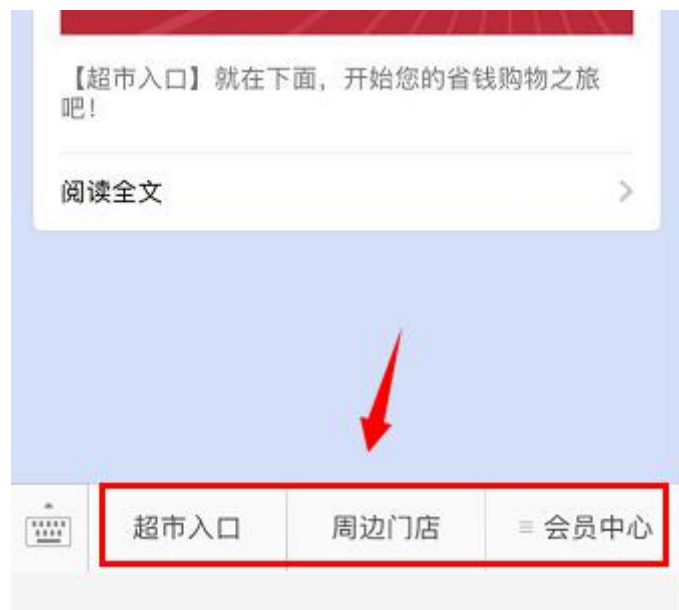 【超市入口】就在下面，开始您的省钱购物之旅
吧！
阅读全文
超市入口
周边门店
会员中心